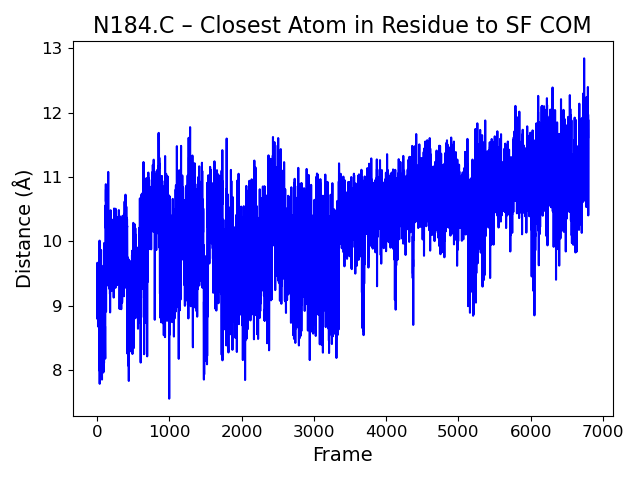 N184.C – Closest Atom in Residue to SF COM
13
12
11
10
9
8
Distance (Å)
0 1000 2000 3000 4000 5000 6000 7000
Frame